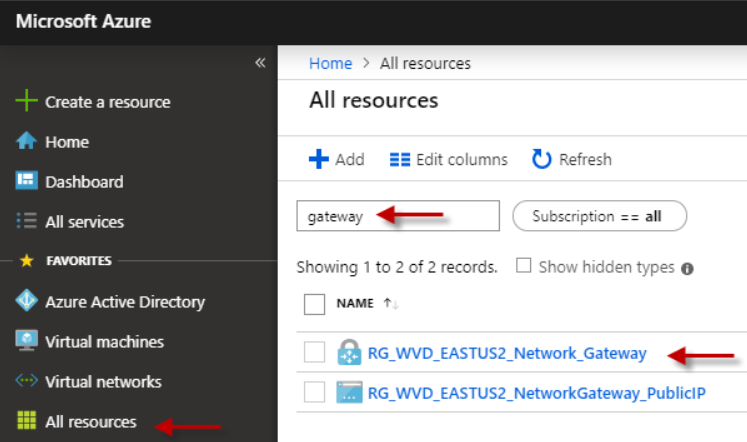 Microsoft Azure
«
Create a resource
Home
Dashboard
All services
FAVORITES
Azure Active Directory
Virtual machines
Virtual networks
All resources
Home > All resources
All resources
Add Edit columns Refresh
gateway Subscription == all
Showing 1 to 2 of 2 records. Show hidden types
NAME ↑↓
RG_WVD_EASTUS2_Network_Gateway
RG_WVD_EASTUS2_NetworkGateway_PublicIP